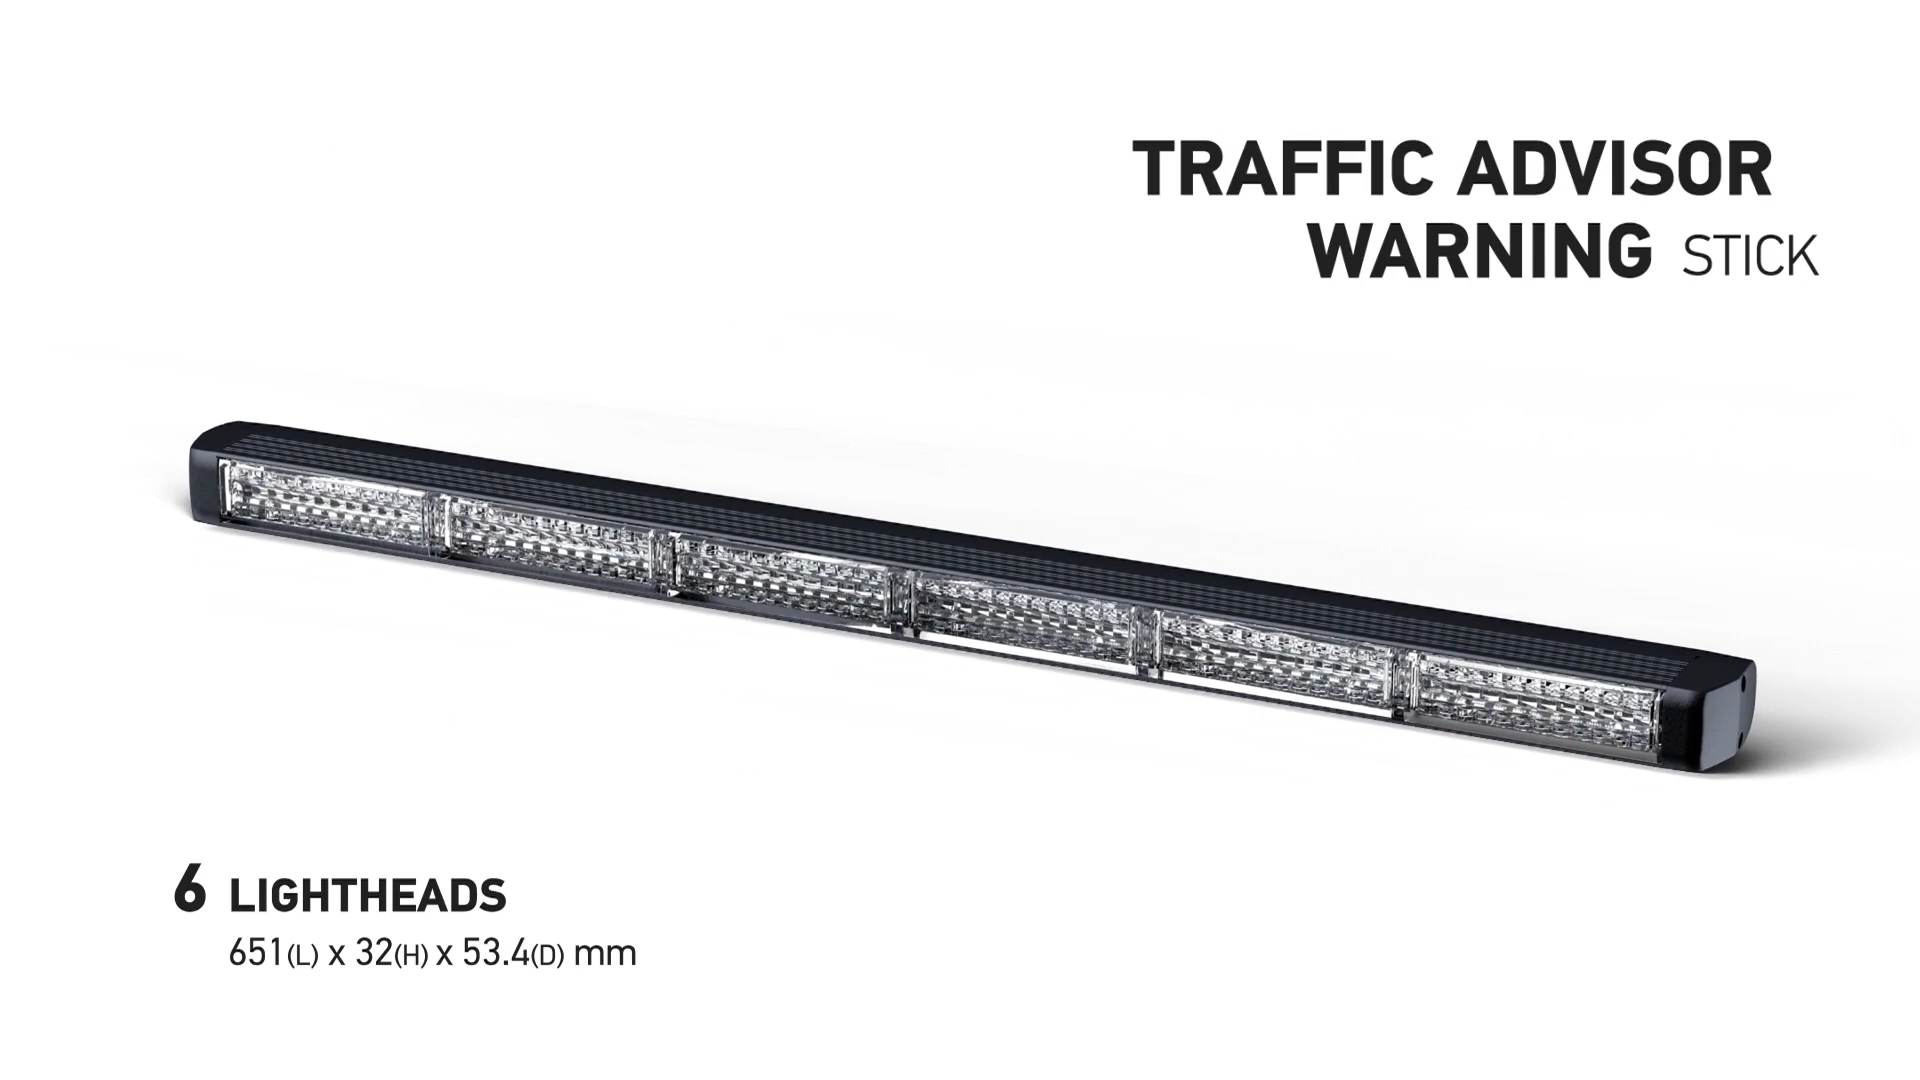 TRAFFIC ADVISOR
WARNING STICK
6 LIGHTHEADS
651(L) x 32(H) x 53.4(D) mm